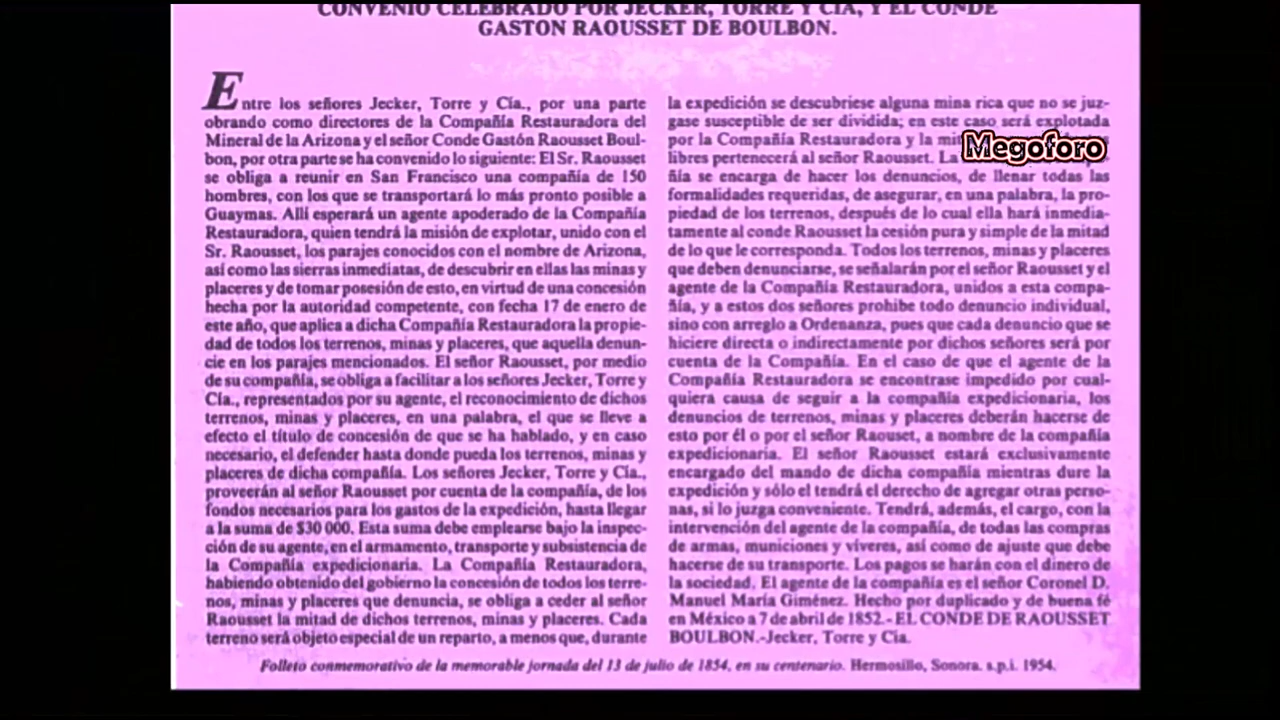 CONVENIO CELEBRADO POR JECKER, TORRE Y CIA, Y EL CONDE
GASTON RAOUSSET DE BOULBON.
Entre los señores Jecker, Torre y Cía., por una parte
obrando como directores de la Compañía Restauradora del
Mineral de la Arizona y el señor Conde Gastón Raousset Boul-
bon, por otra parte se ha convenido lo siguiente: El Sr. Raousset
se obliga a reunir en San Francisco una compañía de 150
hombres, con los que se transportará lo más pronto posible a
Guaymas. Allí esperará un agente apoderado de la Compañía
Restauradora, quien tendrá la misión de explotar, unido con el
Sr. Raousset, los parajes conocidos con el nombre de Arizona,
así como las sierras inmediatas, de descubrir en ellas las minas y
placeres y de tomar posesión de esto, en virtud de una concesión
hecha por la autoridad competente, con fecha 17 de enero de
este año, que aplica a dicha Compañía Restauradora la propie-
dad de todos los terrenos, minas y placeres, que aquella denun-
cie en los parajes mencionados. El señor Raousset, por medio
de su compañía, se obliga a facilitar a los señores Jecker, Torre y
Cía., representados por su agente, el reconocimiento de dichos
terrenos, minas y placeres, en una palabra, el que se lleve a
efecto el título de concesión de que se ha hablado, y en caso
necesario, el defender hasta donde pueda los terrenos, minas y
placeres de dicha compañía. Los señores Jecker, Torre y Cía.,
proveerán al señor Raousset por cuenta de la compañía, de los
fondos necesarios para los gastos de la expedición, hasta llegar
a la suma de $30 000. Esta suma debe emplearse bajo la inspec-
ción de su agente, en el armamento, transporte y subsistencia de
la Compañía expedicionaria. La Compañía Restauradora,
habiendo obtenido del gobierno la concesión de todos los terre-
nos, minas y placeres que denuncia, se obliga a ceder al señor
Raousset la mitad de dichos terrenos, minas y placeres. Cada
terreno será objeto especial de un reparto, a menos que, durante
la expedición se descubriese alguna mina rica que no se juz-
gase susceptible de ser dividida; en este caso será explotada
por la Compañía Restauradora y la
Megoforo
libres pertenecerá al señor Raousset. La
ñía se encarga de hacer los denuncios, de llenar todas las
formalidades requeridas, de asegurar, en una palabra, la pro-
piedad de los terrenos, después de lo cual ella hará inmedia-
tamente al conde Raousset la cesión pura y simple de la mitad
de lo que le corresponda. Todos los terrenos, minas y placeres
que deben denunciarse, se señalarán por el señor Raousset y el
agente de la Compañía Restauradora, unidos a esta compa-
ñía, y a estos dos señores prohibe todo denuncio individual,
sino con arreglo a Ordenanza, pues que cada denuncio que se
hiciere directa o indirectamente por dichos señores será por
cuenta de la Compañía. En el caso de que el agente de la
Compañía Restauradora se encontrase impedido por cual-
quiera causa de seguir a la compañía expedicionaria, los
denuncios de terrenos, minas y placeres deberán hacerse de
esto por él o por el señor Raouset, a nombre de la compañía
expedicionaria. El señor Raousset estará exclusivamente
encargado del mando de dicha compañía mientras dure la
expedición y sólo el tendrá el derecho de agregar otras perso-
nas, si lo juzga conveniente. Tendrá, además, el cargo, con la
intervención del agente de la compañía, de todas las compras
de armas, municiones y víveres, así como de ajuste que debe
hacerse de su transporte. Los pagos se harán con el dinero de
la sociedad. El agente de la compañía es el señor Coronel D.
Manuel María Giménez. Hecho por duplicado y de buena fé
en México a 7 de abril de 1852.-EL CONDE DE RAOUSSET
BOULBON.-Jecker, Torre y Cia.
Folleto conmemorativo de la memorable jornada del 13 de julio de 1854, en su centenario. Hermosillo, Sonora. s.p.i. 1954.